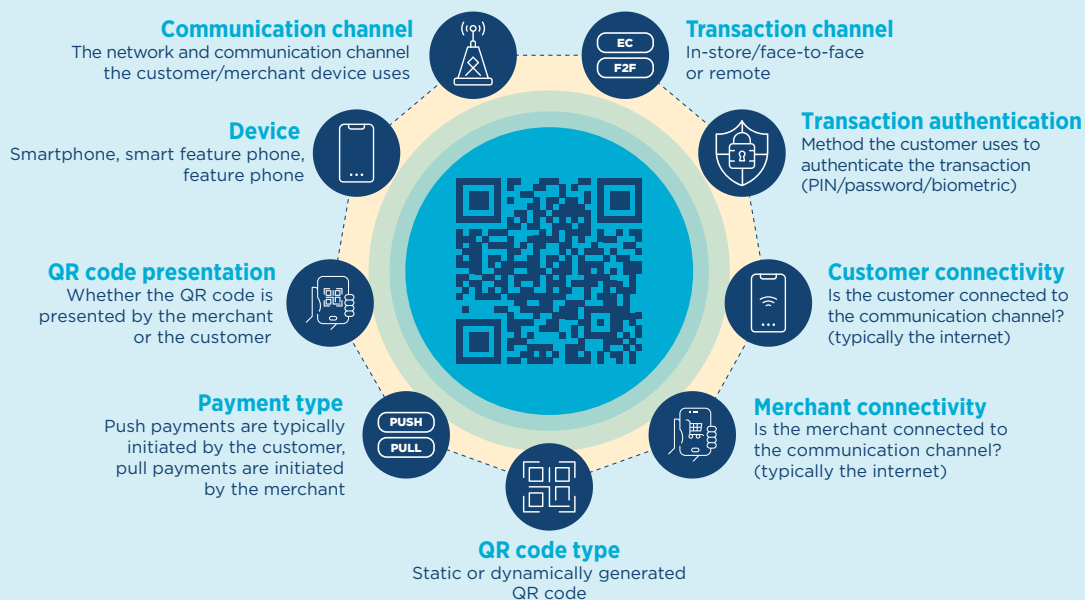 Communication channel
The network and communication channel
the customer/merchant device uses
EC
F2F
Transaction channel
In-store/face-to-face
or remote
Device
Smartphone, smart feature phone,
feature phone
Transaction authentication
Method the customer uses to
authenticate the transaction
(PIN/password/biometric)
QR code presentation
Whether the QR code is
presented by the merchant
or the customer
Customer connectivity
Is the customer connected to
the communication channel?
(typically the internet)
Payment type
Push payments are typically
initiated by the customer,
pull payments are initiated
by the merchant
PUSH
PULL
Merchant connectivity
Is the merchant connected to
the communication channel?
(typically the internet)
QR code type
Static or dynamically generated
QR code